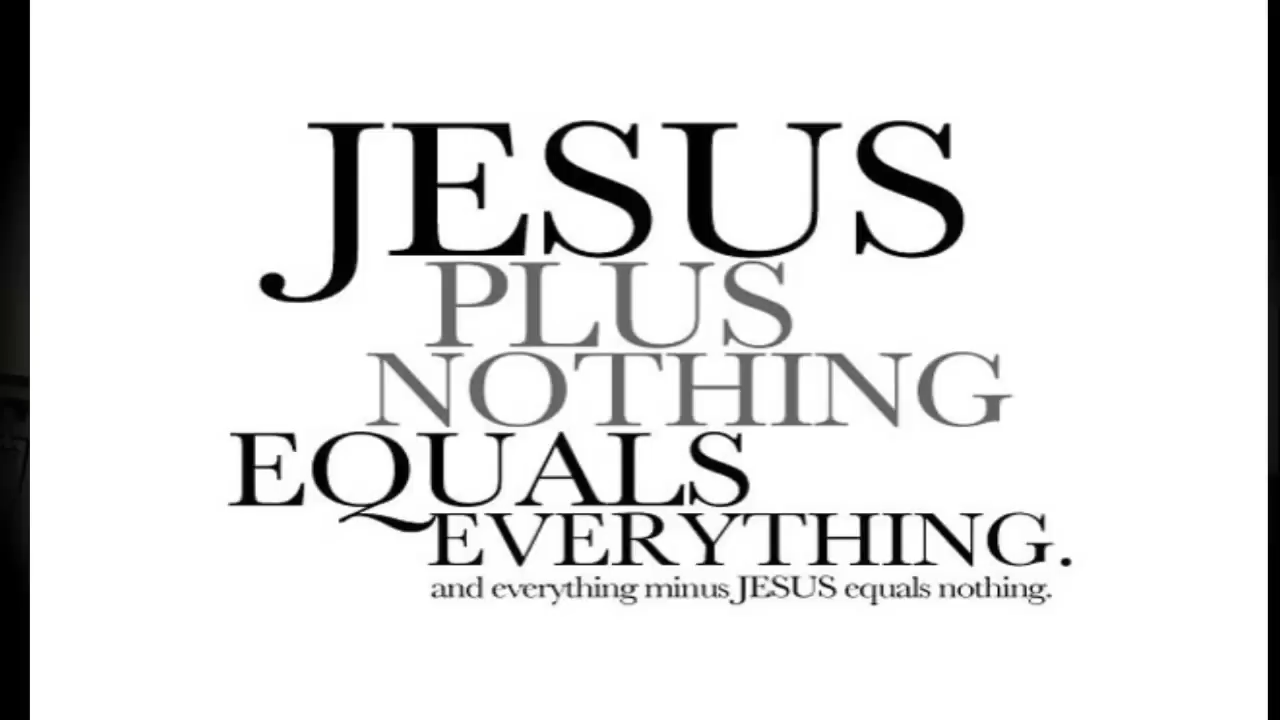 JESUS
PLUS
NOTHING
EQUALS
EVERYTHING.
and everything minus JESUS equals nothing.